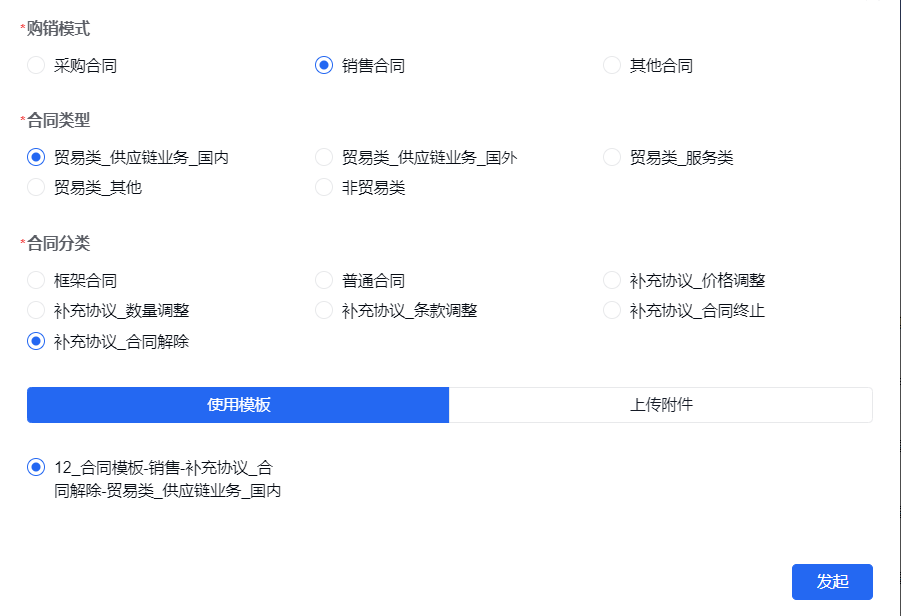 *购销模式
采购合同 销售合同 其他合同
*合同类型
贸易类_供应链业务_国内 贸易类_供应链业务_国外 贸易类_服务类
贸易类_其他 非贸易类
*合同分类
框架合同 普通合同 补充协议_价格调整
补充协议_数量调整 补充协议_条款调整 补充协议_合同终止
补充协议_合同解除
使用模板 上传附件
12_合同模板-销售-补充协议_合
同解除-贸易类_供应链业务_国内
发起